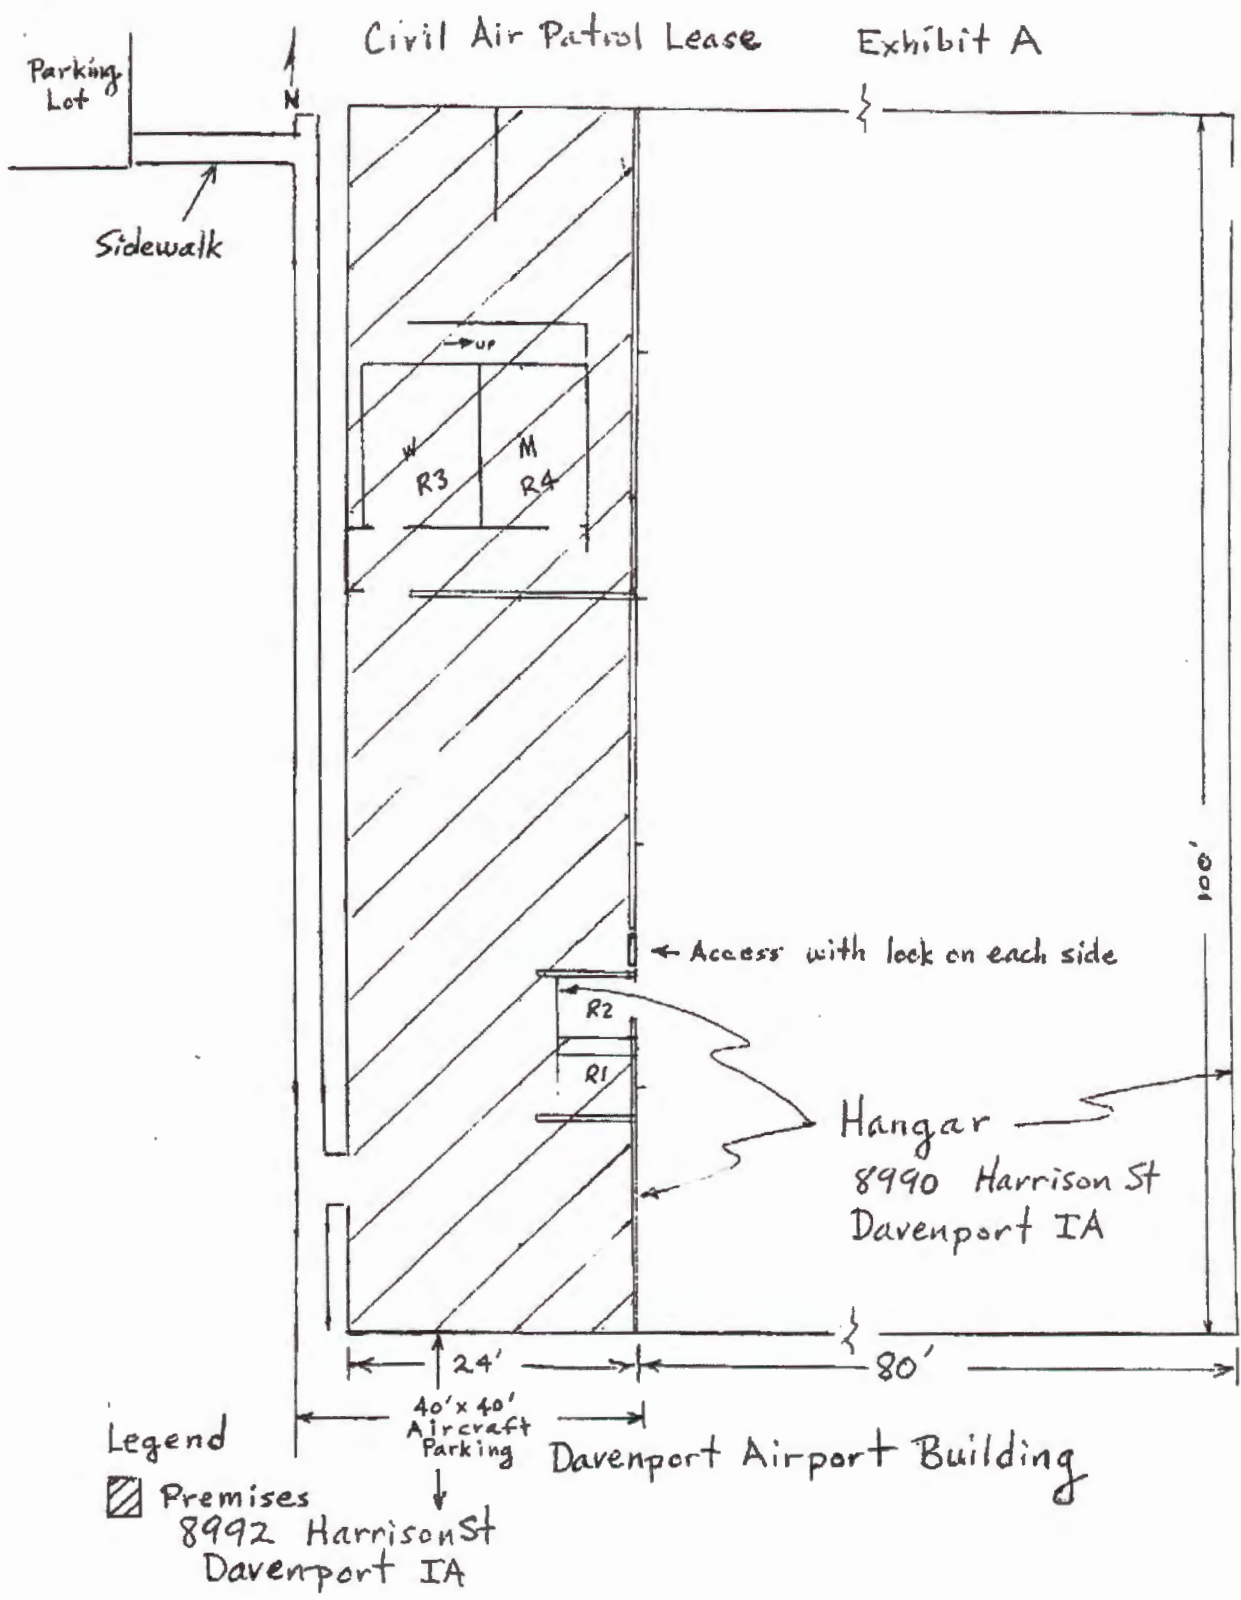 Civil Air Patrol Lease Exhibit A
Parking
Lot
N
Sidewalk
→ UP
W
M
R3
R4
100'
← Access with lock on each side
R2
R1
Hangar
8990 Harrison St
Davenport IA
24'
80'
40' x 40'
Aircraft
Parking
Davenport Airport Building
Legend
Premises
8992 Harrison St
Davenport IA